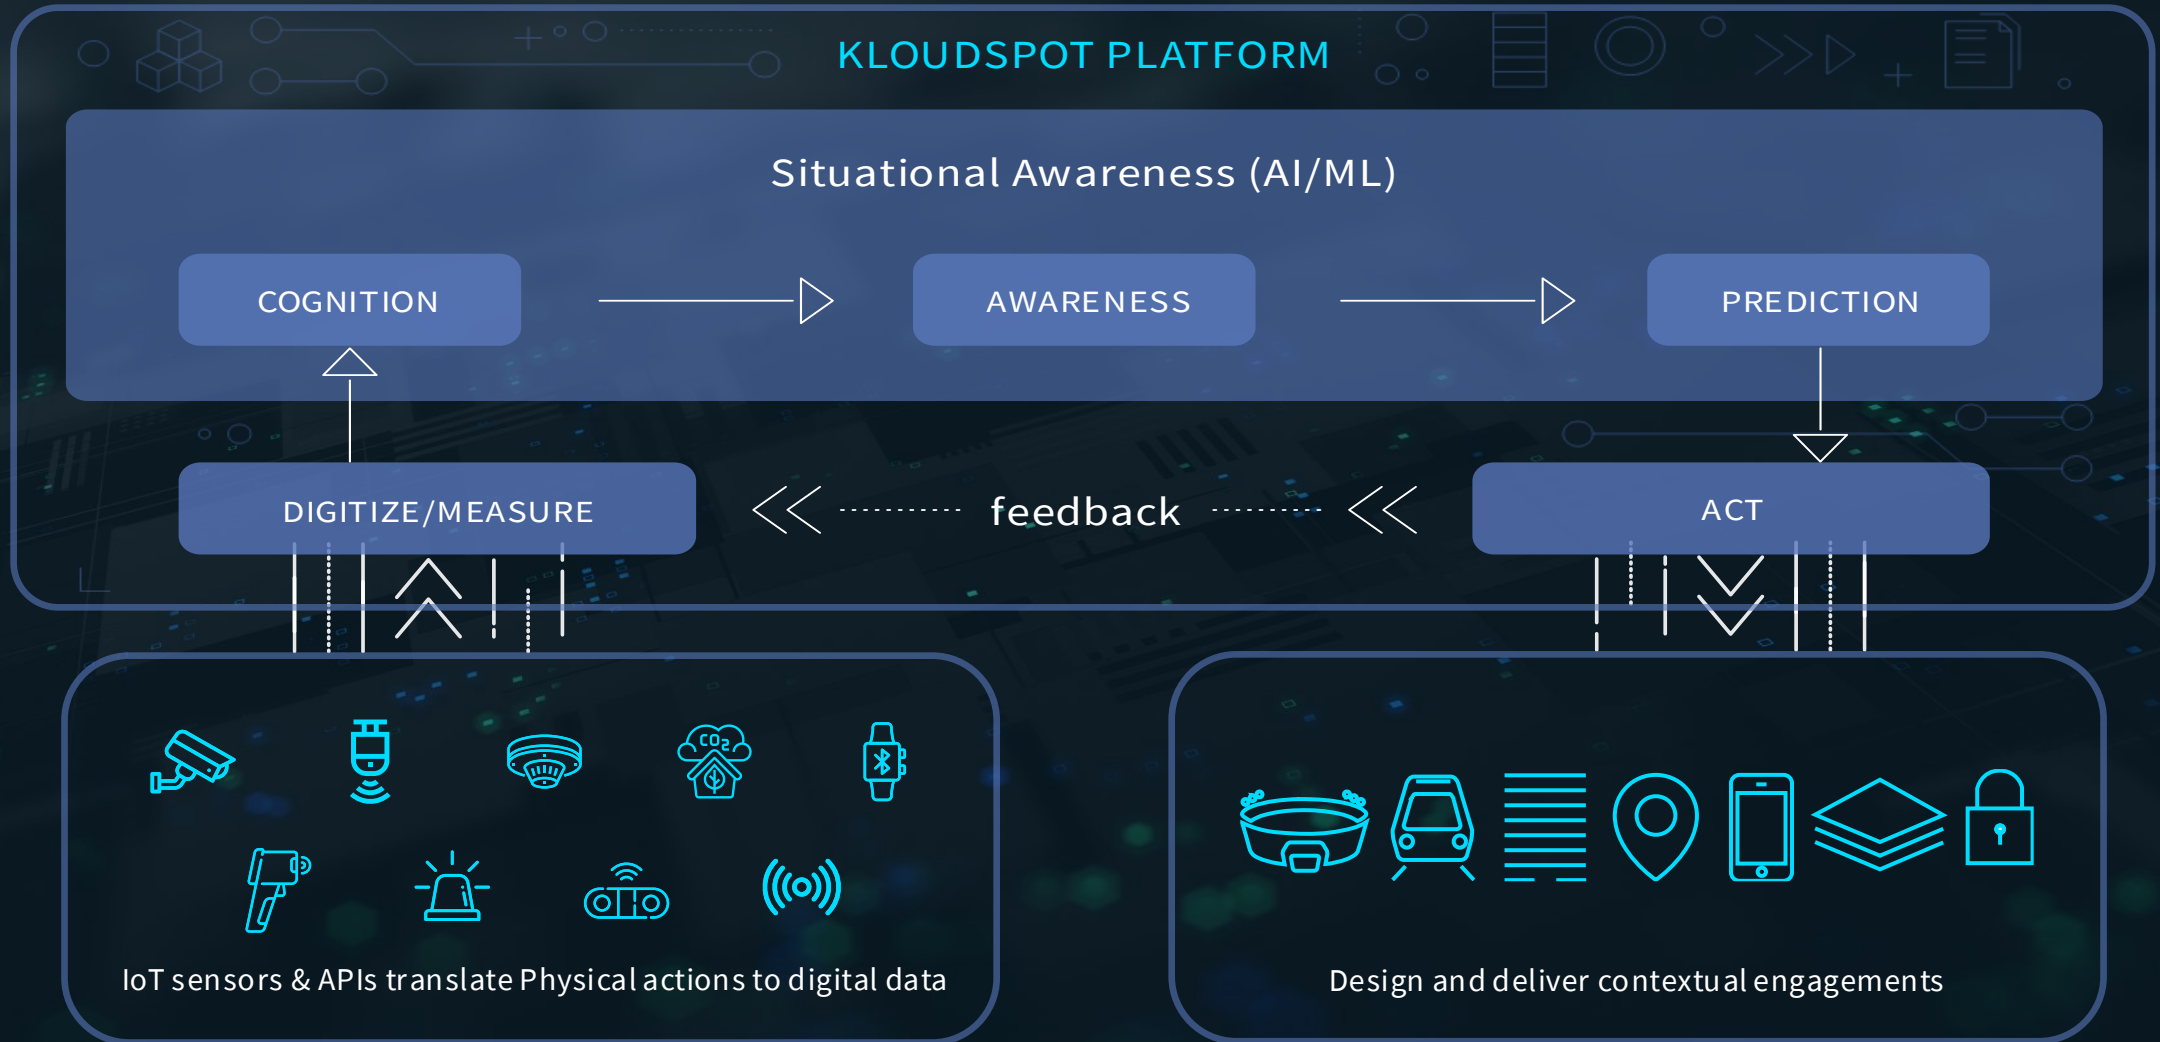 KLOUDSPOT PLATFORM
Situational Awareness (AI/ML)
COGNITION
AWARENESS
PREDICTION
DIGITIZE/MEASURE
feedback
ACT
CO2
IoT sensors & APIs translate Physical actions to digital data
Design and deliver contextual engagements